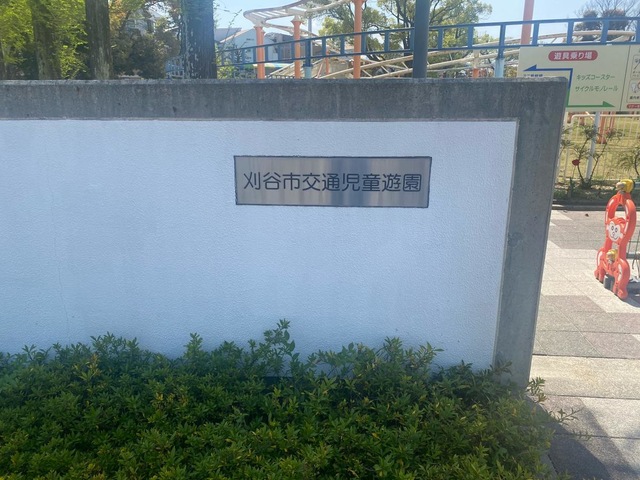 刈谷市交通児童遊園
遊具乗り場
キッズコースター
サイクルモノレール